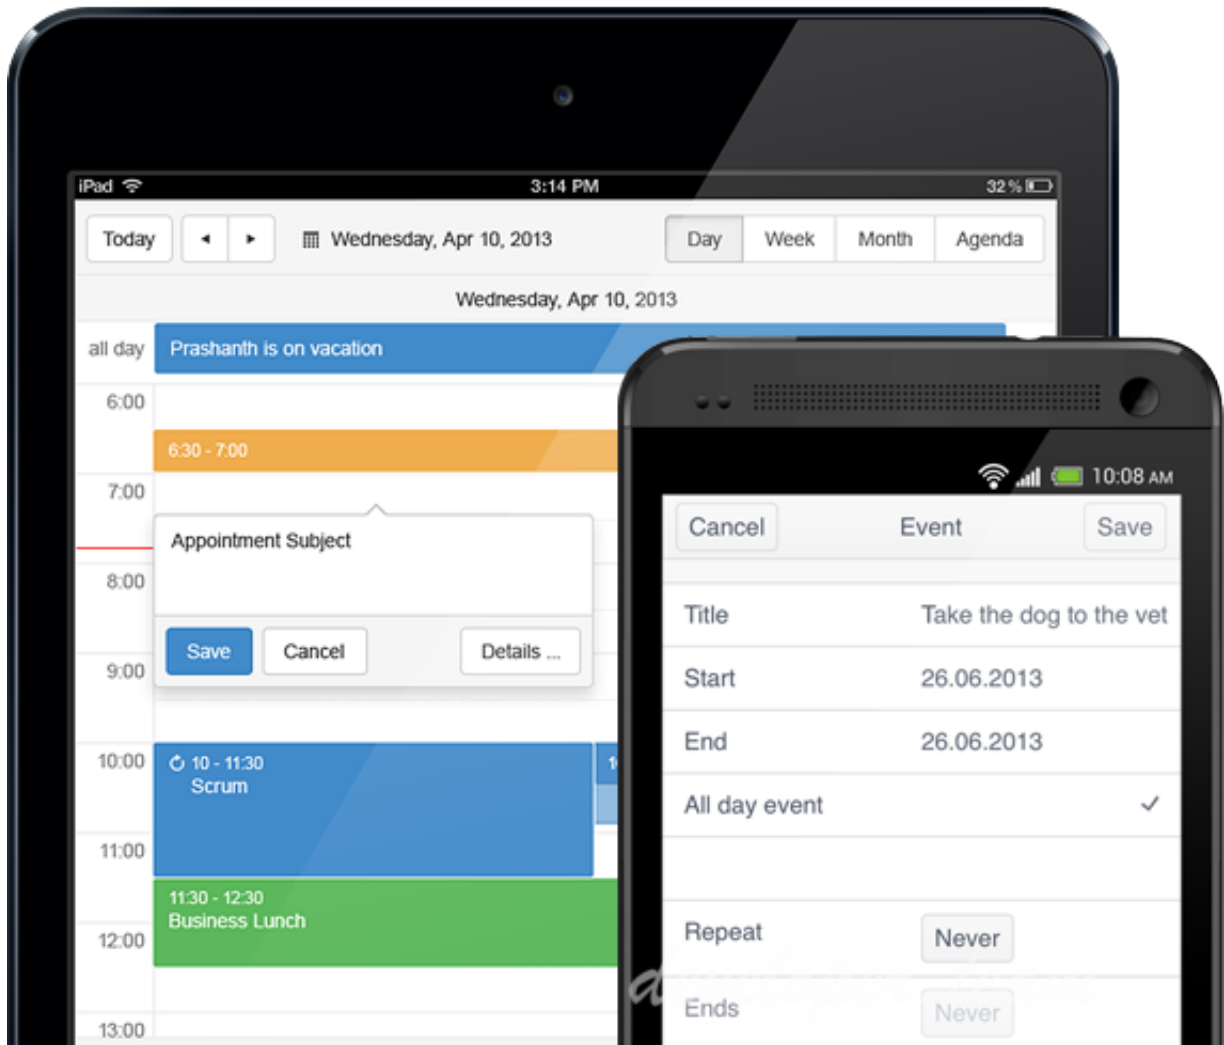 iPad 3:14 PM 32 %
Today Wednesday, Apr 10, 2013 Day Week Month Agenda
Wednesday, Apr 10, 2013
all day Prashanth is on vacation
6:00
6:30 - 7:00
7:00
Appointment Subject
8:00
Save Cancel Details ...
9:00
10:00 10 - 11:30
Scrum
11:00
11:30 - 12:30
Business Lunch
12:00
13:00
10:08 AM
Cancel Event Save
Title Take the dog to the vet
Start 26.06.2013
End 26.06.2013
All day event
Repeat Never
Ends Never